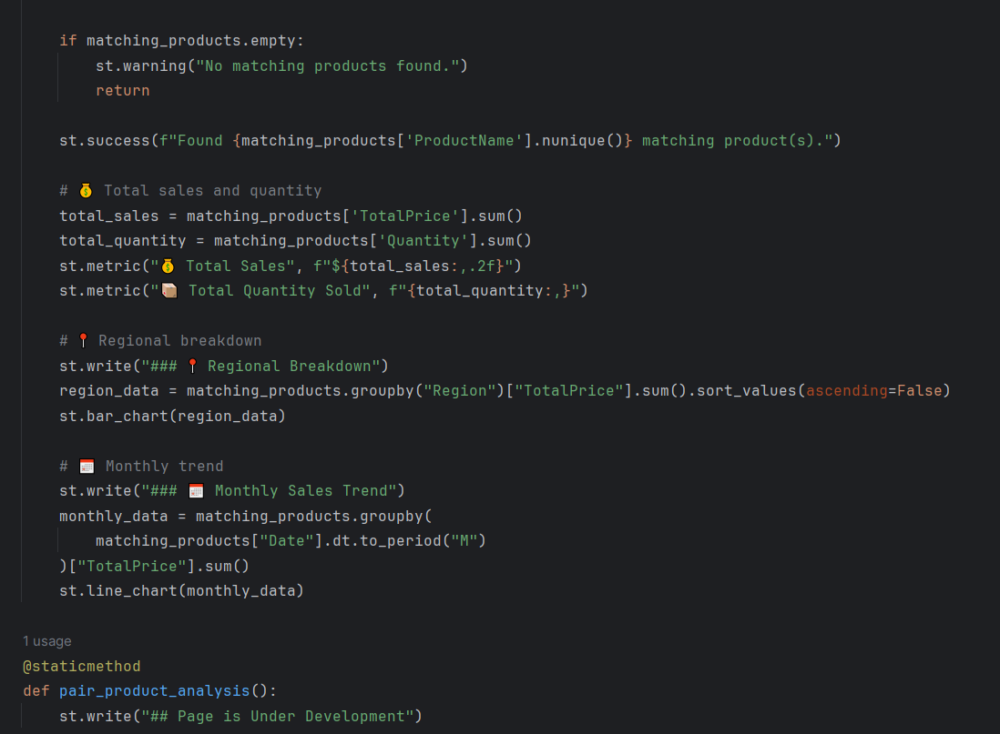 if matching_products.empty:
st.warning("No matching products found.")
return
st.success(f"Found {matching_products['ProductName'].nunique()} matching product(s).")
# 💰 Total sales and quantity
total_sales = matching_products['TotalPrice'].sum()
total_quantity = matching_products['Quantity'].sum()
st.metric("💰 Total Sales", f"${total_sales:,.2f}")
st.metric("📦 Total Quantity Sold", f"{total_quantity:,}")
# 📍 Regional breakdown
st.write("### 📍 Regional Breakdown")
region_data = matching_products.groupby("Region")["TotalPrice"].sum().sort_values(ascending=False)
st.bar_chart(region_data)
# 📅 Monthly trend
st.write("### 📅 Monthly Sales Trend")
monthly_data = matching_products.groupby(
matching_products["Date"].dt.to_period("M")
)["TotalPrice"].sum()
st.line_chart(monthly_data)
1 usage
@staticmethod
def pair_product_analysis():
st.write("## Page is Under Development")